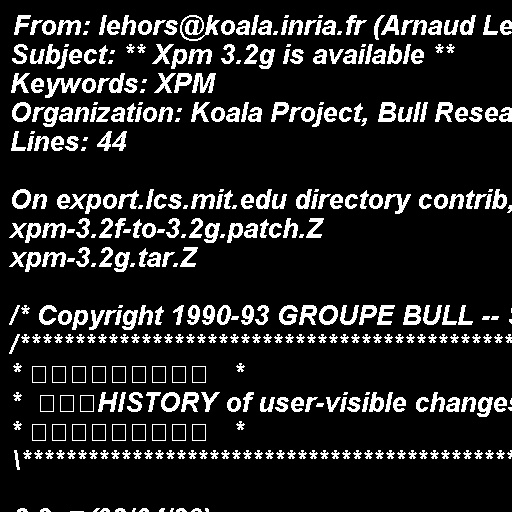 From: lehors@koala.inria.fr (Arnaud Le
Subject: ** Xpm 3.2g is available **
Keywords: XPM
Organization: Koala Project, Bull Resea
Lines: 44
On export.lcs.mit.edu directory contrib,
xpm-3.2f-to-3.2g.patch.Z
xpm-3.2g.tar.Z
/* Copyright 1990-93 GROUPE BULL --
/*********************************************
* □□□□□□□□□ *
* □□□HISTORY of user-visible changes
* □□□□□□□□□ *
\*********************************************